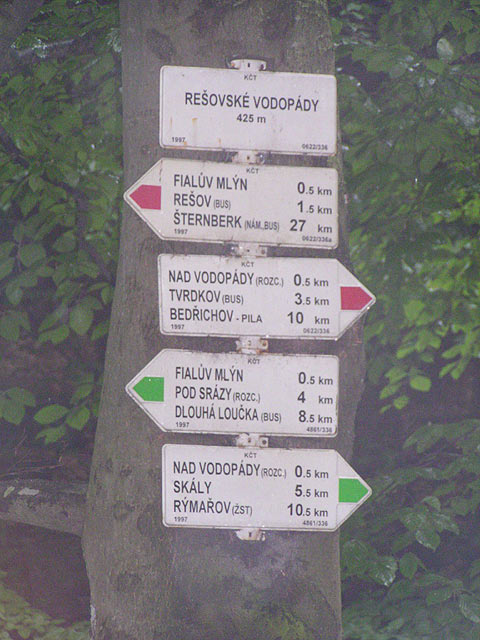 KČT
REŠOVSKÉ VODOPÁDY
425 m
1997 0622/336
KČT
FIALŮV MLÝN 0.5 km
REŠOV (BUS) 1.5 km
ŠTERNBERK (NÁM., BUS) 27 km
1997 0622/336a
KČT
NAD VODOPÁDY (ROZC.) 0.5 km
TVRDKOV (BUS) 3.5 km
BEDŘICHOV - PILA 10 km
1997 0622/336
KČT
FIALŮV MLÝN 0.5 km
POD SRÁZY (ROZC.) 4 km
DLOUHÁ LOUČKA (BUS) 8.5 km
1997 4861/336
KČT
NAD VODOPÁDY (ROZC.) 0.5 km
SKÁLY 5.5 km
RÝMAŘOV (ŽST) 10.5 km
1997 4861/336